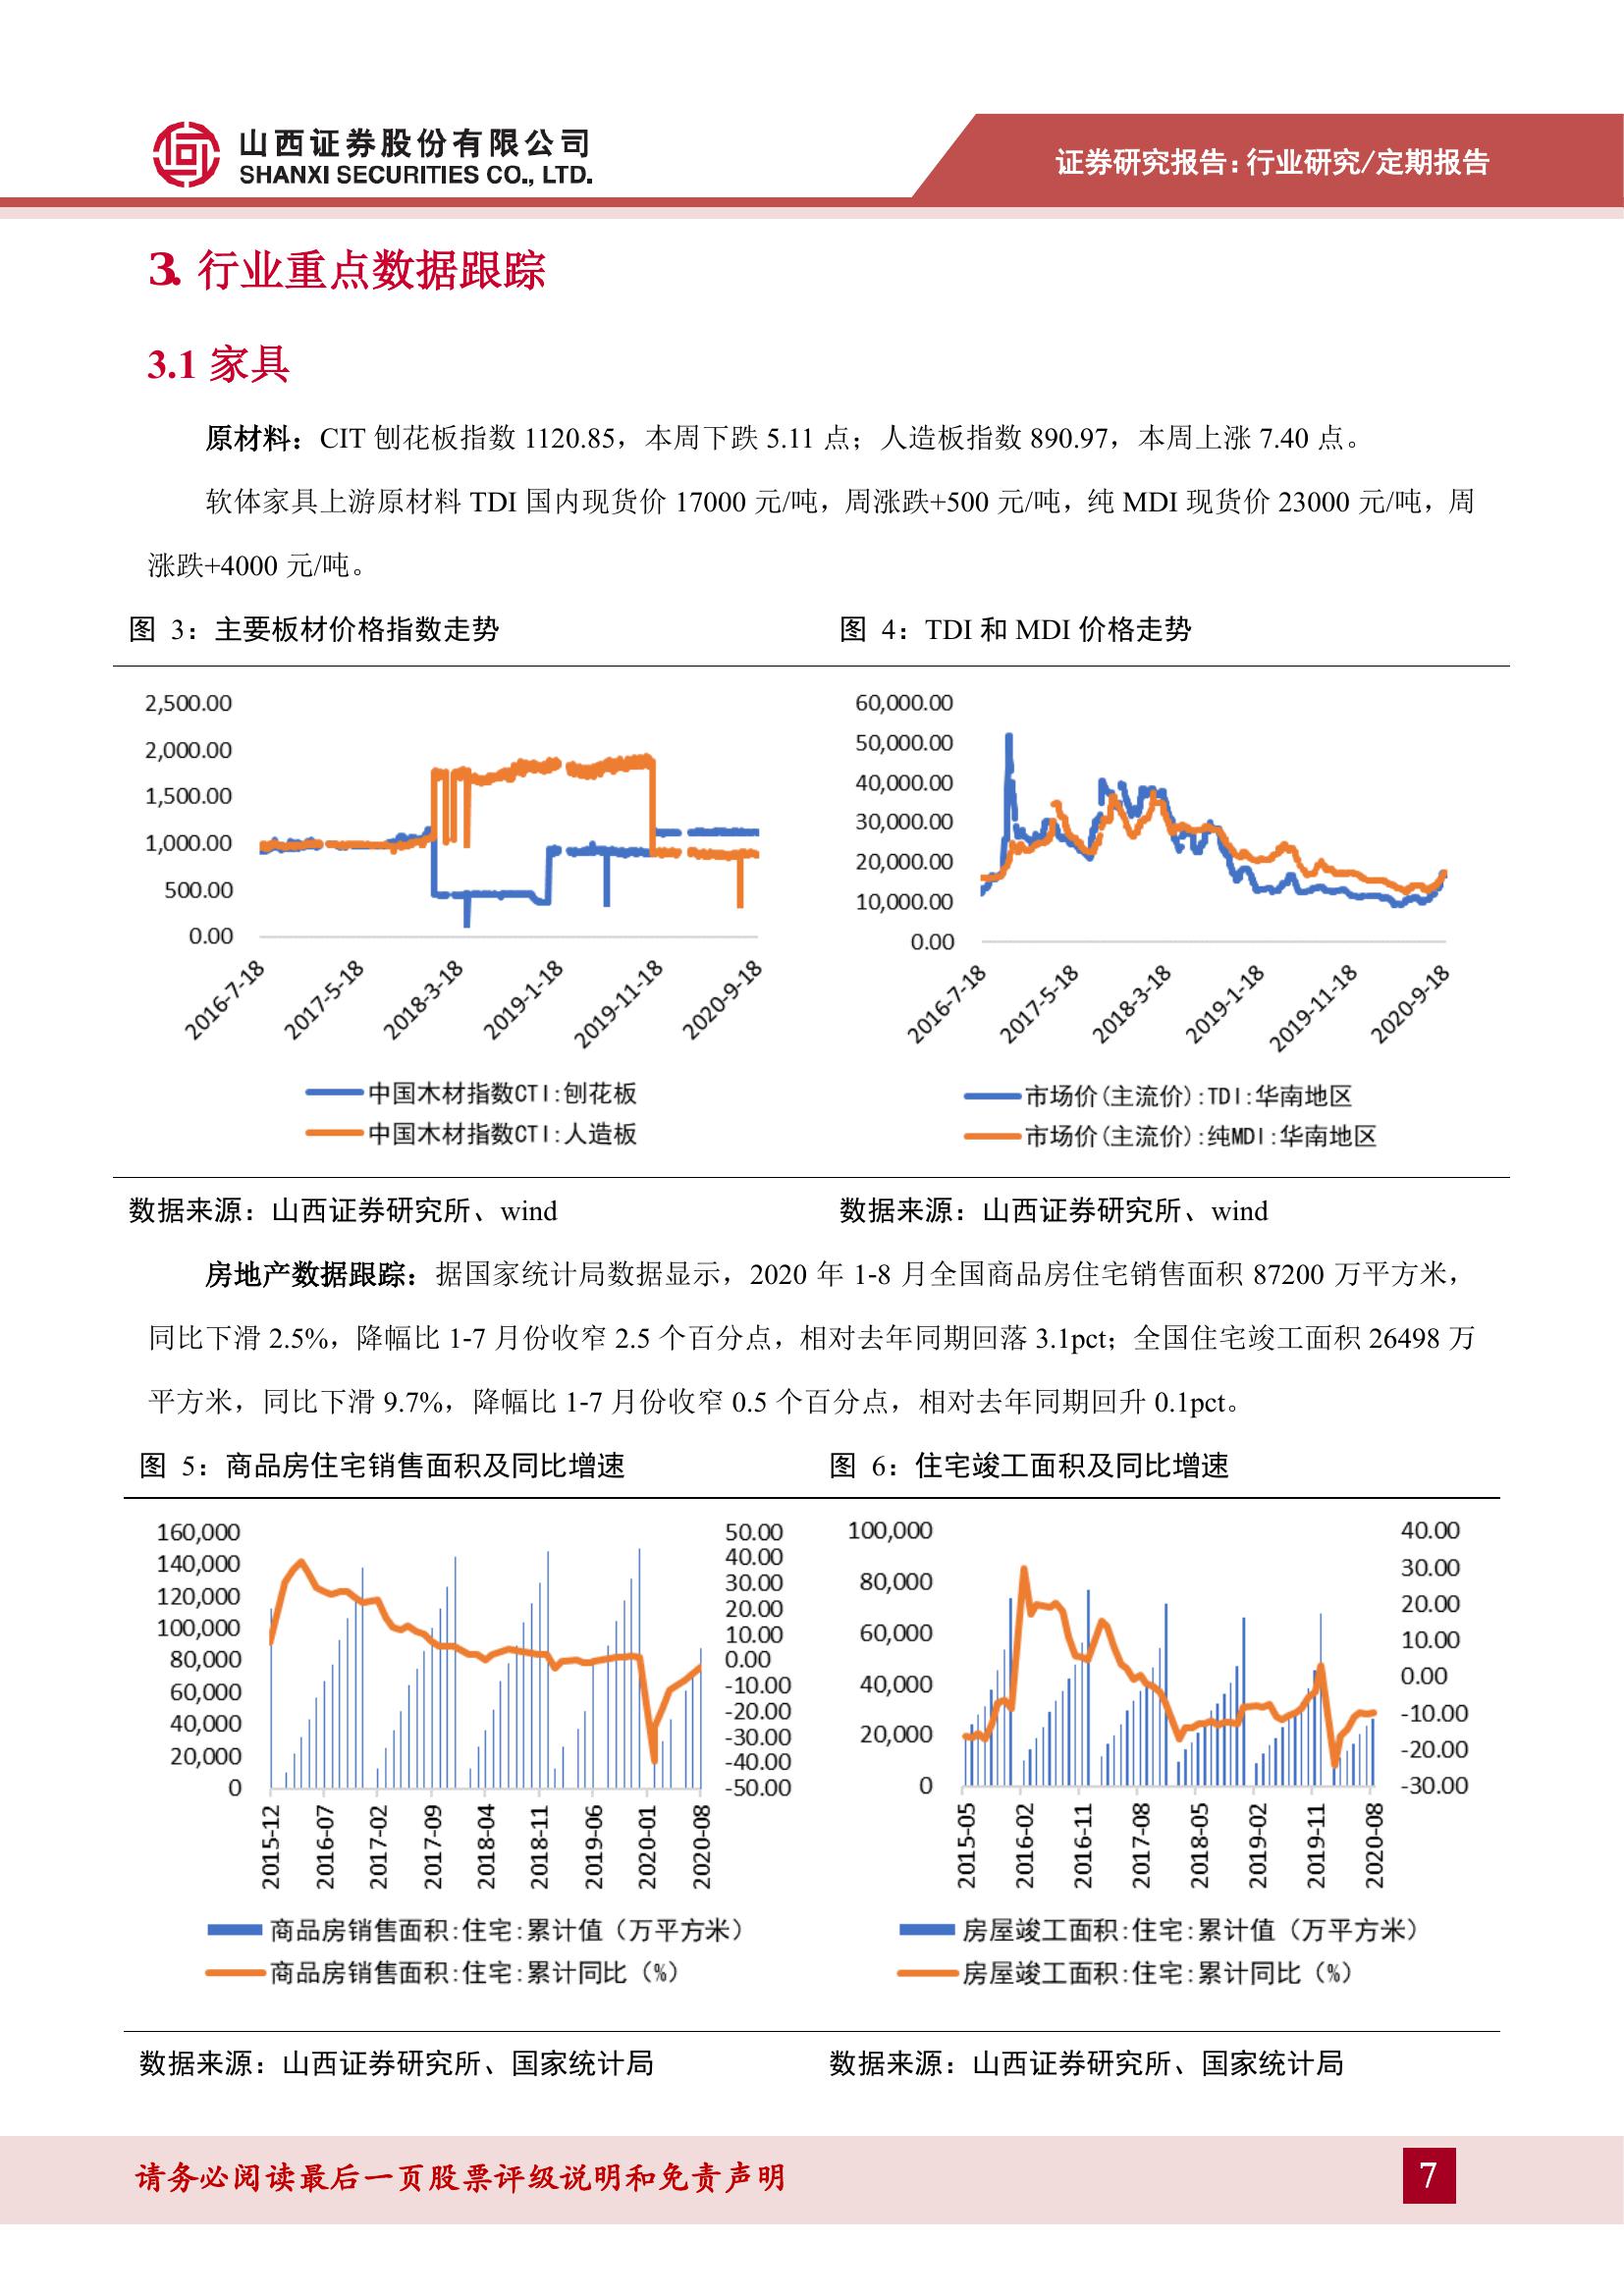 山西证券股份有限公司
SHANXI SECURITIES CO., LTD.
证券研究报告:行业研究/定期报告
3. 行业重点数据跟踪
3.1 家具
原材料：CIT 刨花板指数 1120.85，本周下跌 5.11 点；人造板指数 890.97，本周上涨 7.40 点。
软体家具上游原材料 TDI 国内现货价 17000 元/吨，周涨跌+500 元/吨，纯 MDI 现货价 23000 元/吨，周
涨跌+4000 元/吨。
图 3：主要板材价格指数走势
2,500.00
2,000.00
1,500.00
1,000.00
500.00
0.00
2016-7-18
2017-5-18
2018-3-18
2019-1-18
2019-11-18
2020-9-18
中国木材指数CTI:刨花板
中国木材指数CTI:人造板
数据来源：山西证券研究所、wind
图 4：TDI 和 MDI 价格走势
60,000.00
50,000.00
40,000.00
30,000.00
20,000.00
10,000.00
0.00
2016-7-18
2017-5-18
2018-3-18
2019-1-18
2019-11-18
2020-9-18
市场价(主流价):TDI:华南地区
市场价(主流价):纯MDI:华南地区
数据来源：山西证券研究所、wind
房地产数据跟踪：据国家统计局数据显示，2020 年 1-8 月全国商品房住宅销售面积 87200 万平方米，
同比下滑 2.5%，降幅比 1-7 月份收窄 2.5 个百分点，相对去年同期回落 3.1pct；全国住宅竣工面积 26498 万
平方米，同比下滑 9.7%，降幅比 1-7 月份收窄 0.5 个百分点，相对去年同期回升 0.1pct。
图 5：商品房住宅销售面积及同比增速
160,000
140,000
120,000
100,000
80,000
60,000
40,000
20,000
0
50.00
40.00
30.00
20.00
10.00
0.00
-10.00
-20.00
-30.00
-40.00
-50.00
2015-12
2016-07
2017-02
2017-09
2018-04
2018-11
2019-06
2020-01
2020-08
商品房销售面积:住宅:累计值（万平方米）
商品房销售面积:住宅:累计同比（%）
数据来源：山西证券研究所、国家统计局
图 6：住宅竣工面积及同比增速
100,000
80,000
60,000
40,000
20,000
0
40.00
30.00
20.00
10.00
0.00
-10.00
-20.00
-30.00
2015-05
2016-02
2016-11
2017-08
2018-05
2019-02
2019-11
2020-08
房屋竣工面积:住宅:累计值（万平方米）
房屋竣工面积:住宅:累计同比（%）
数据来源：山西证券研究所、国家统计局
请务必阅读最后一页股票评级说明和免责声明
7